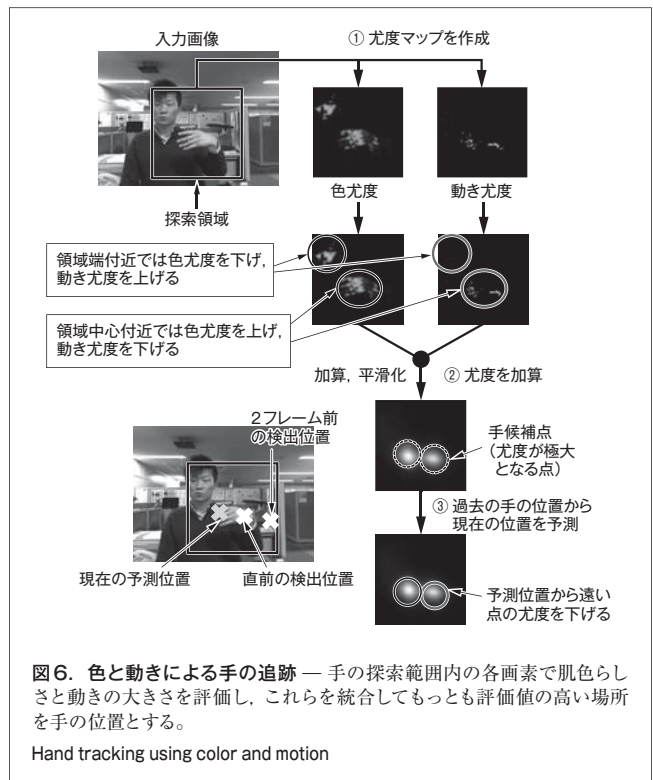 入力画像
① 尤度マップを作成
色尤度
動き尤度
探索領域
領域端付近では色尤度を下げ,
動き尤度を上げる
領域中心付近では色尤度を上げ,
動き尤度を下げる
加算, 平滑化
② 尤度を加算
2フレーム前
の検出位置
手候補点
(尤度が極大
となる点)
③ 過去の手の位置から
現在の位置を予測
現在の予測位置
直前の検出位置
予測位置から遠い
点の尤度を下げる
図6. 色と動きによる手の追跡 — 手の探索範囲内の各画素で肌色らし
さと動きの大きさを評価し, これらを統合してもっとも評価値の高い場所
を手の位置とする。
Hand tracking using color and motion